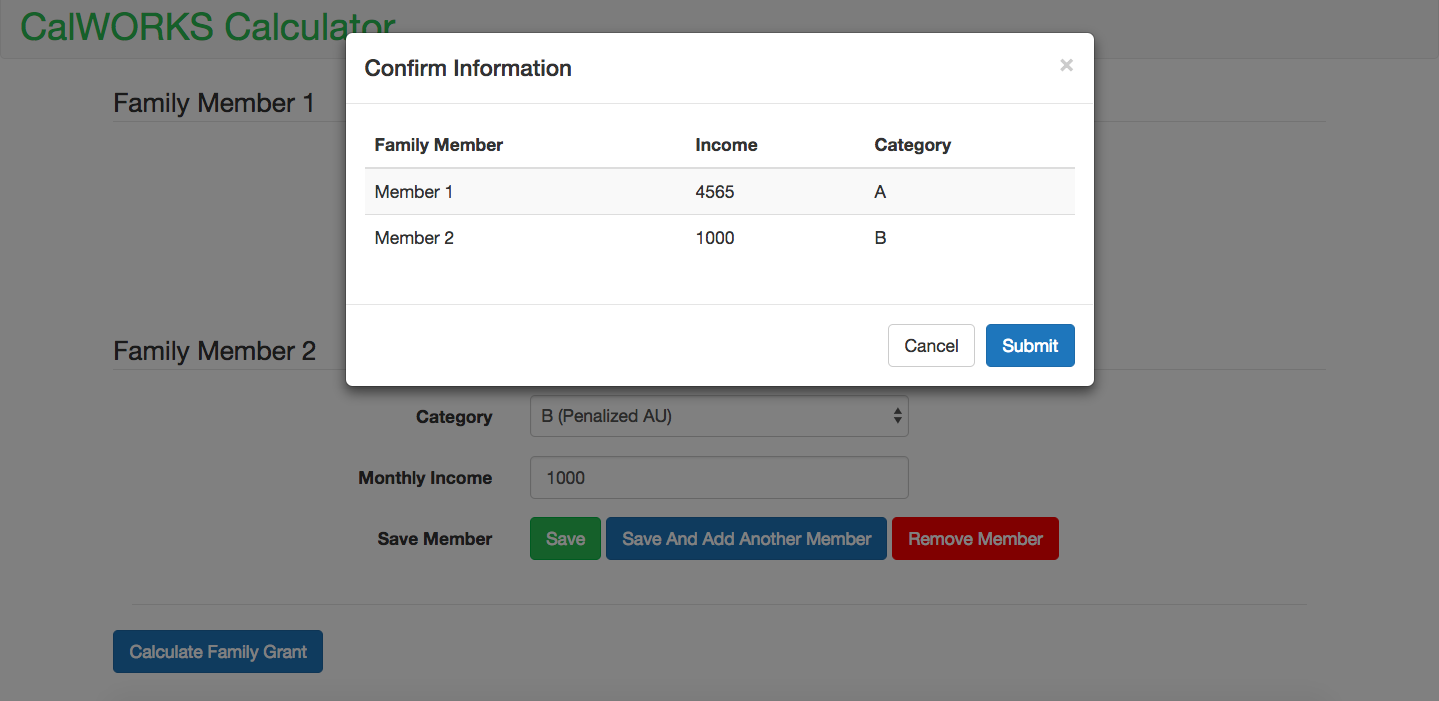 CalWORKS Calculator
Confirm Information ×
Family Member 1
Family Member Income Category
Member 1 4565 A
Member 2 1000 B
Cancel Submit
Family Member 2
Category B (Penalized AU)
Monthly Income 1000
Save Member Save Save And Add Another Member Remove Member
Calculate Family Grant